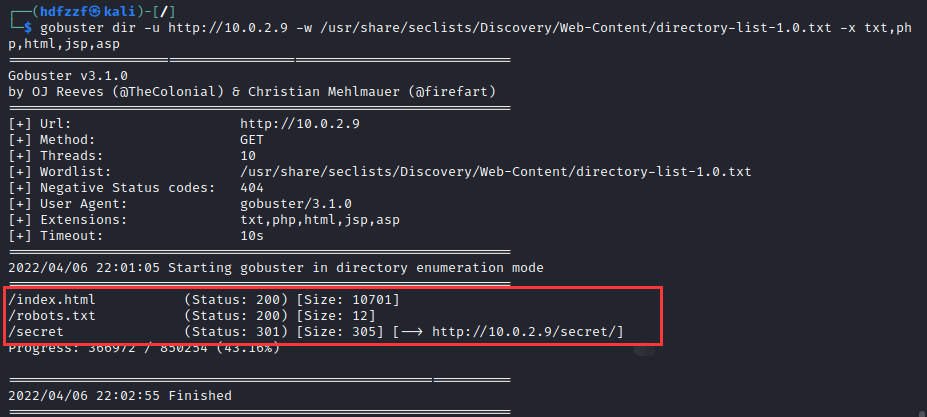 ┌──(hdfzzf㉿kali)-[/]
└─$ gobuster dir -u http://10.0.2.9 -w /usr/share/seclists/Discovery/Web-Content/directory-list-1.0.txt -x txt,ph
p,html,jsp,asp
===============================================================
Gobuster v3.1.0
by OJ Reeves (@TheColonial) & Christian Mehlmauer (@firefart)
===============================================================
[+] Url:                     http://10.0.2.9
[+] Method:                  GET
[+] Threads:                 10
[+] Wordlist:                /usr/share/seclists/Discovery/Web-Content/directory-list-1.0.txt
[+] Negative Status codes:   404
[+] User Agent:              gobuster/3.1.0
[+] Extensions:              txt,php,html,jsp,asp
[+] Timeout:                 10s
===============================================================
2022/04/06 22:01:05 Starting gobuster in directory enumeration mode
===============================================================
/index.html           (Status: 200) [Size: 10701]
/robots.txt           (Status: 200) [Size: 12]
/secret               (Status: 301) [Size: 305] [--> http://10.0.2.9/secret/]
Progress: 366972 / 850254 (43.16%)
===============================================================
2022/04/06 22:02:55 Finished
===============================================================